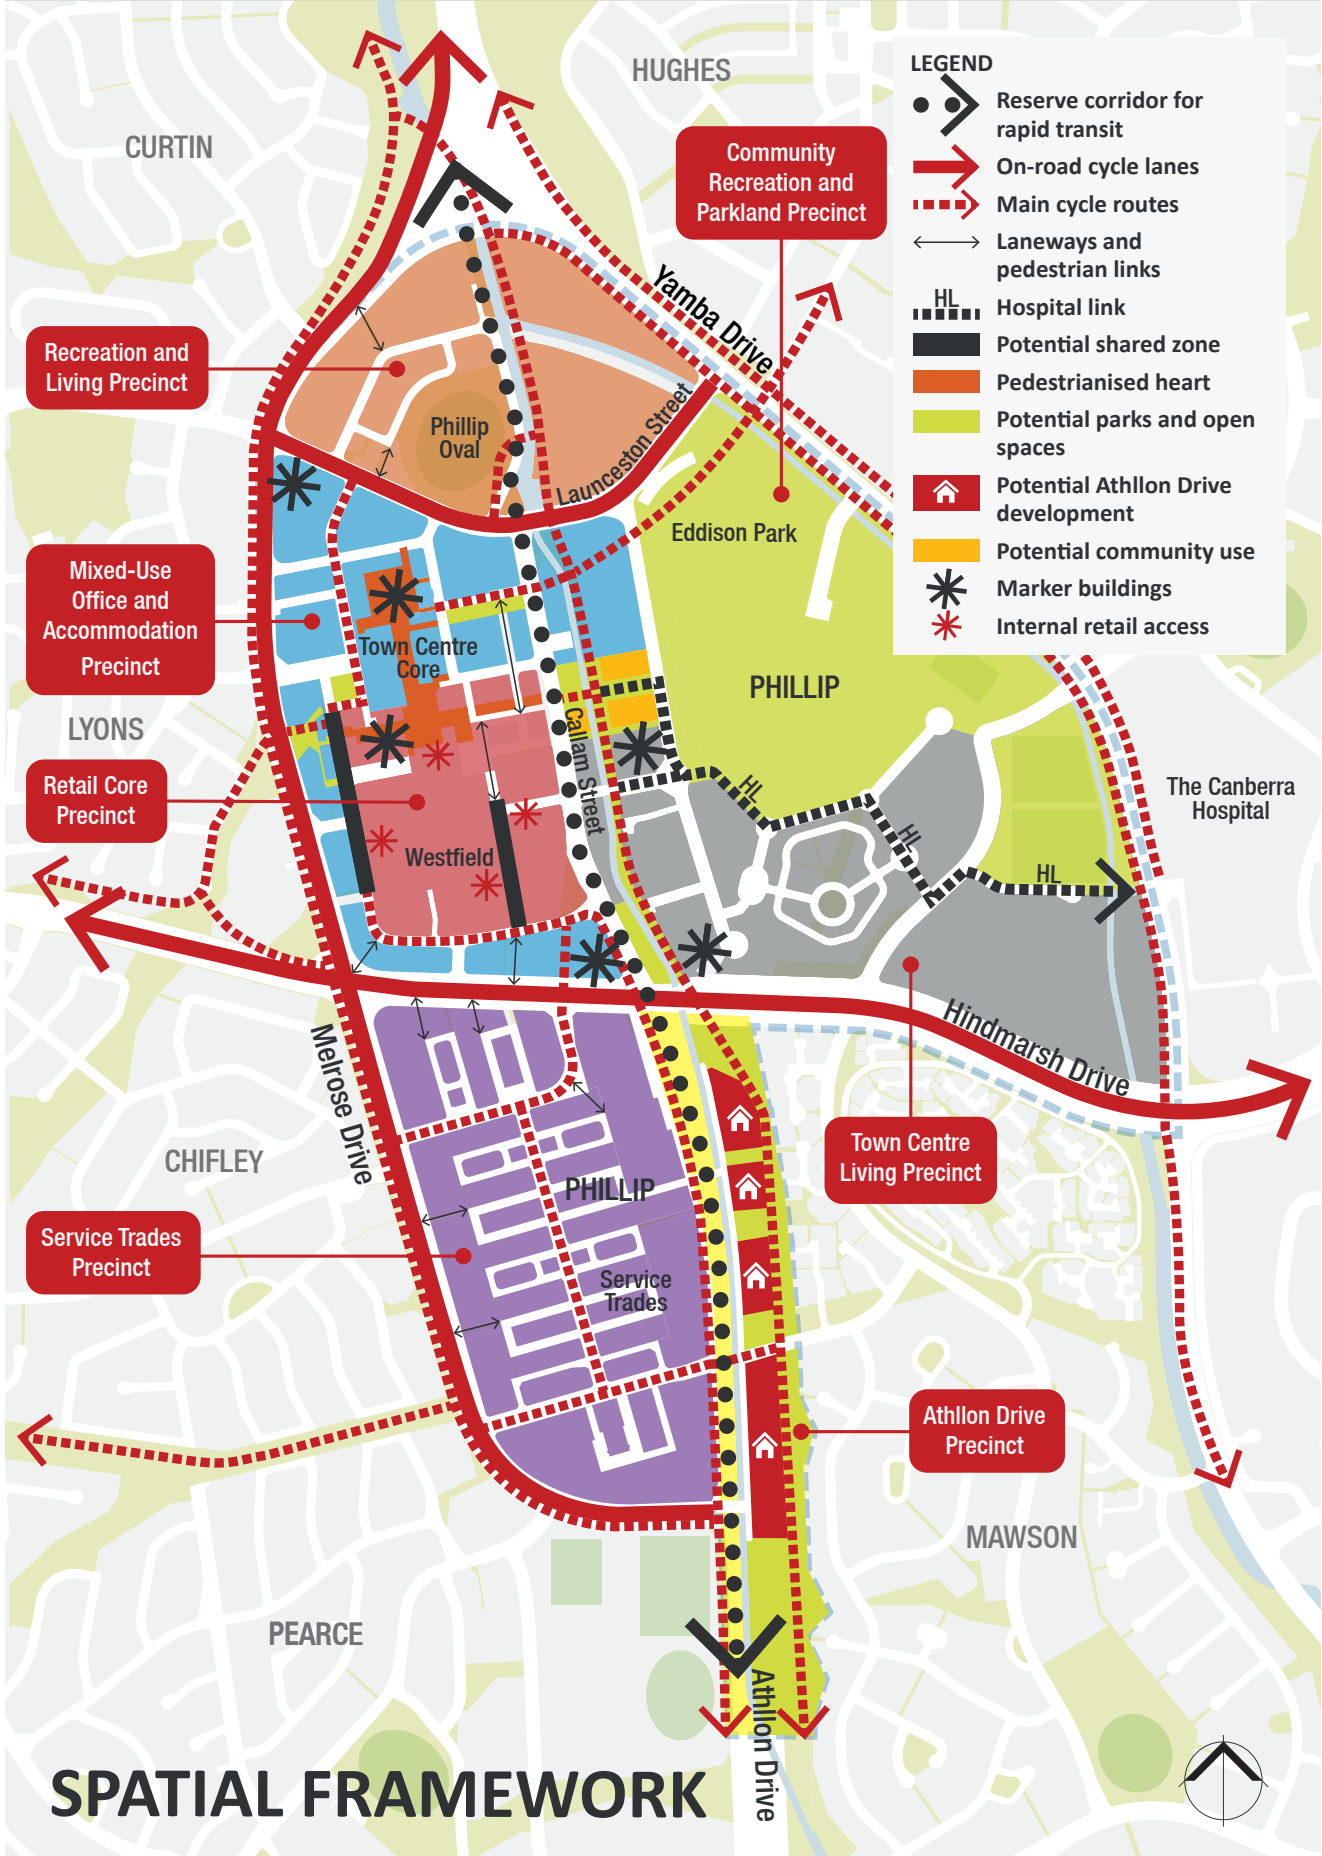 HUGHES
CURTIN
LEGEND
Reserve corridor for
rapid transit
On-road cycle lanes
Main cycle routes
Laneways and
pedestrian links
HL
Hospital link
Potential shared zone
Pedestrianised heart
Potential parks and open
spaces
Potential Athllon Drive
development
Potential community use
Marker buildings
Internal retail access
Community
Recreation and
Parkland Precinct
Yamba Drive
Recreation and
Living Precinct
Phillip
Oval
Launceston Street
Eddison Park
Mixed-Use
Office and
Accommodation
Precinct
Town Centre
Core
PHILLIP
LYONS
Callam Street
Retail Core
Precinct
Westfield
HL
HL
HL
The Canberra
Hospital
Hindmarsh Drive
Melrose Drive
Town Centre
Living Precinct
CHIFLEY
PHILLIP
Service Trades
Precinct
Service
Trades
Athllon Drive
Precinct
MAWSON
PEARCE
Athllon Drive
SPATIAL FRAMEWORK